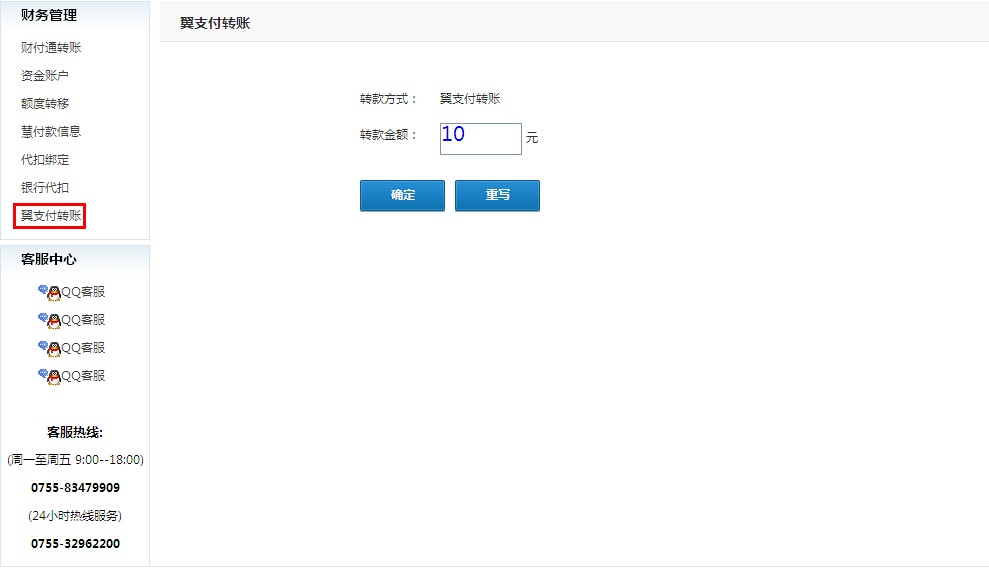 财务管理
财付通转账
资金账户
额度转移
慧付款信息
代扣绑定
银行代扣
翼支付转账
客服中心
QQ客服
QQ客服
QQ客服
QQ客服
客服热线:
(周一至周五 9:00--18:00)
0755-83479909
(24小时热线服务)
0755-32962200
翼支付转账
转款方式： 翼支付转账
转款金额： 10 元
确定 重写